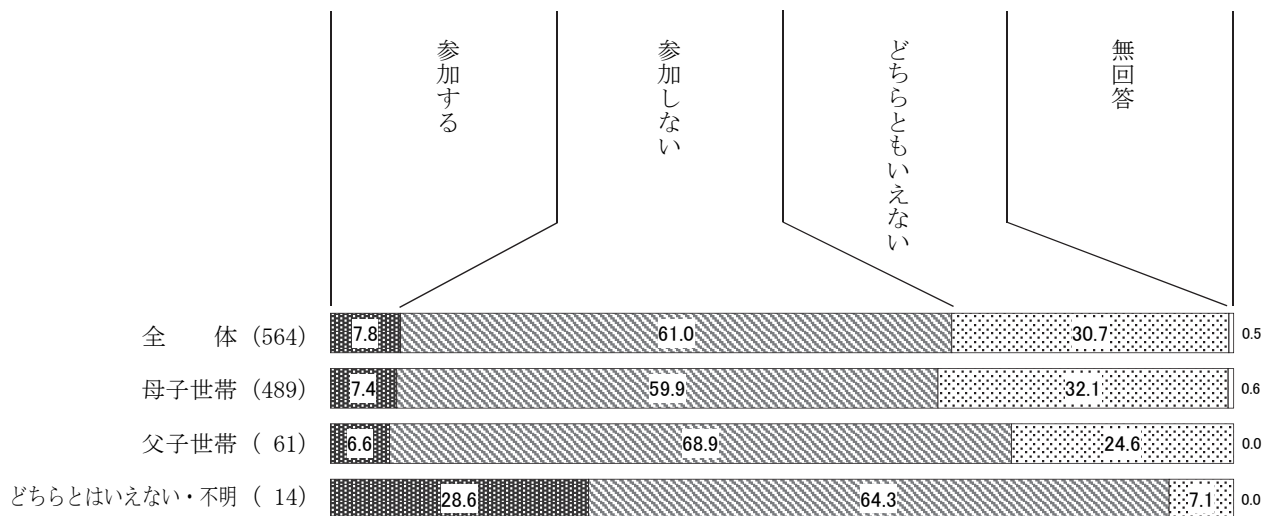 参加する
参加しない
どちらともいえない
無回答
全　　体 (564) 7.8 61.0 30.7 0.5
母子世帯 (489) 7.4 59.9 32.1 0.6
父子世帯 ( 61) 6.6 68.9 24.6 0.0
どちらとはいえない・不明 ( 14) 28.6 64.3 7.1 0.0